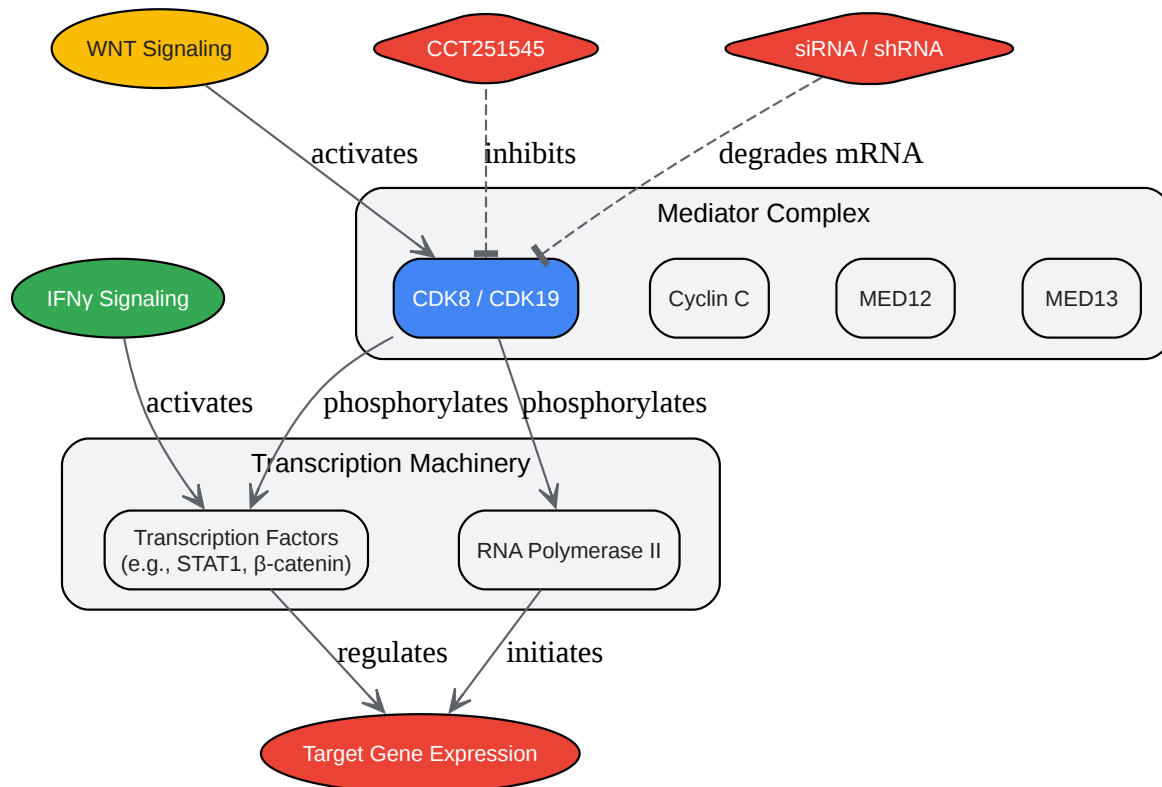 WNT Signaling
CCT251545
siRNA / shRNA
activates
inhibits
degrades mRNA
Mediator Complex
IFNγ Signaling
CDK8 / CDK19
Cyclin C
MED12
MED13
activates
phosphorylates
phosphorylates
Transcription Machinery
Transcription Factors
(e.g., STAT1, β-catenin)
RNA Polymerase II
regulates
initiates
Target Gene Expression